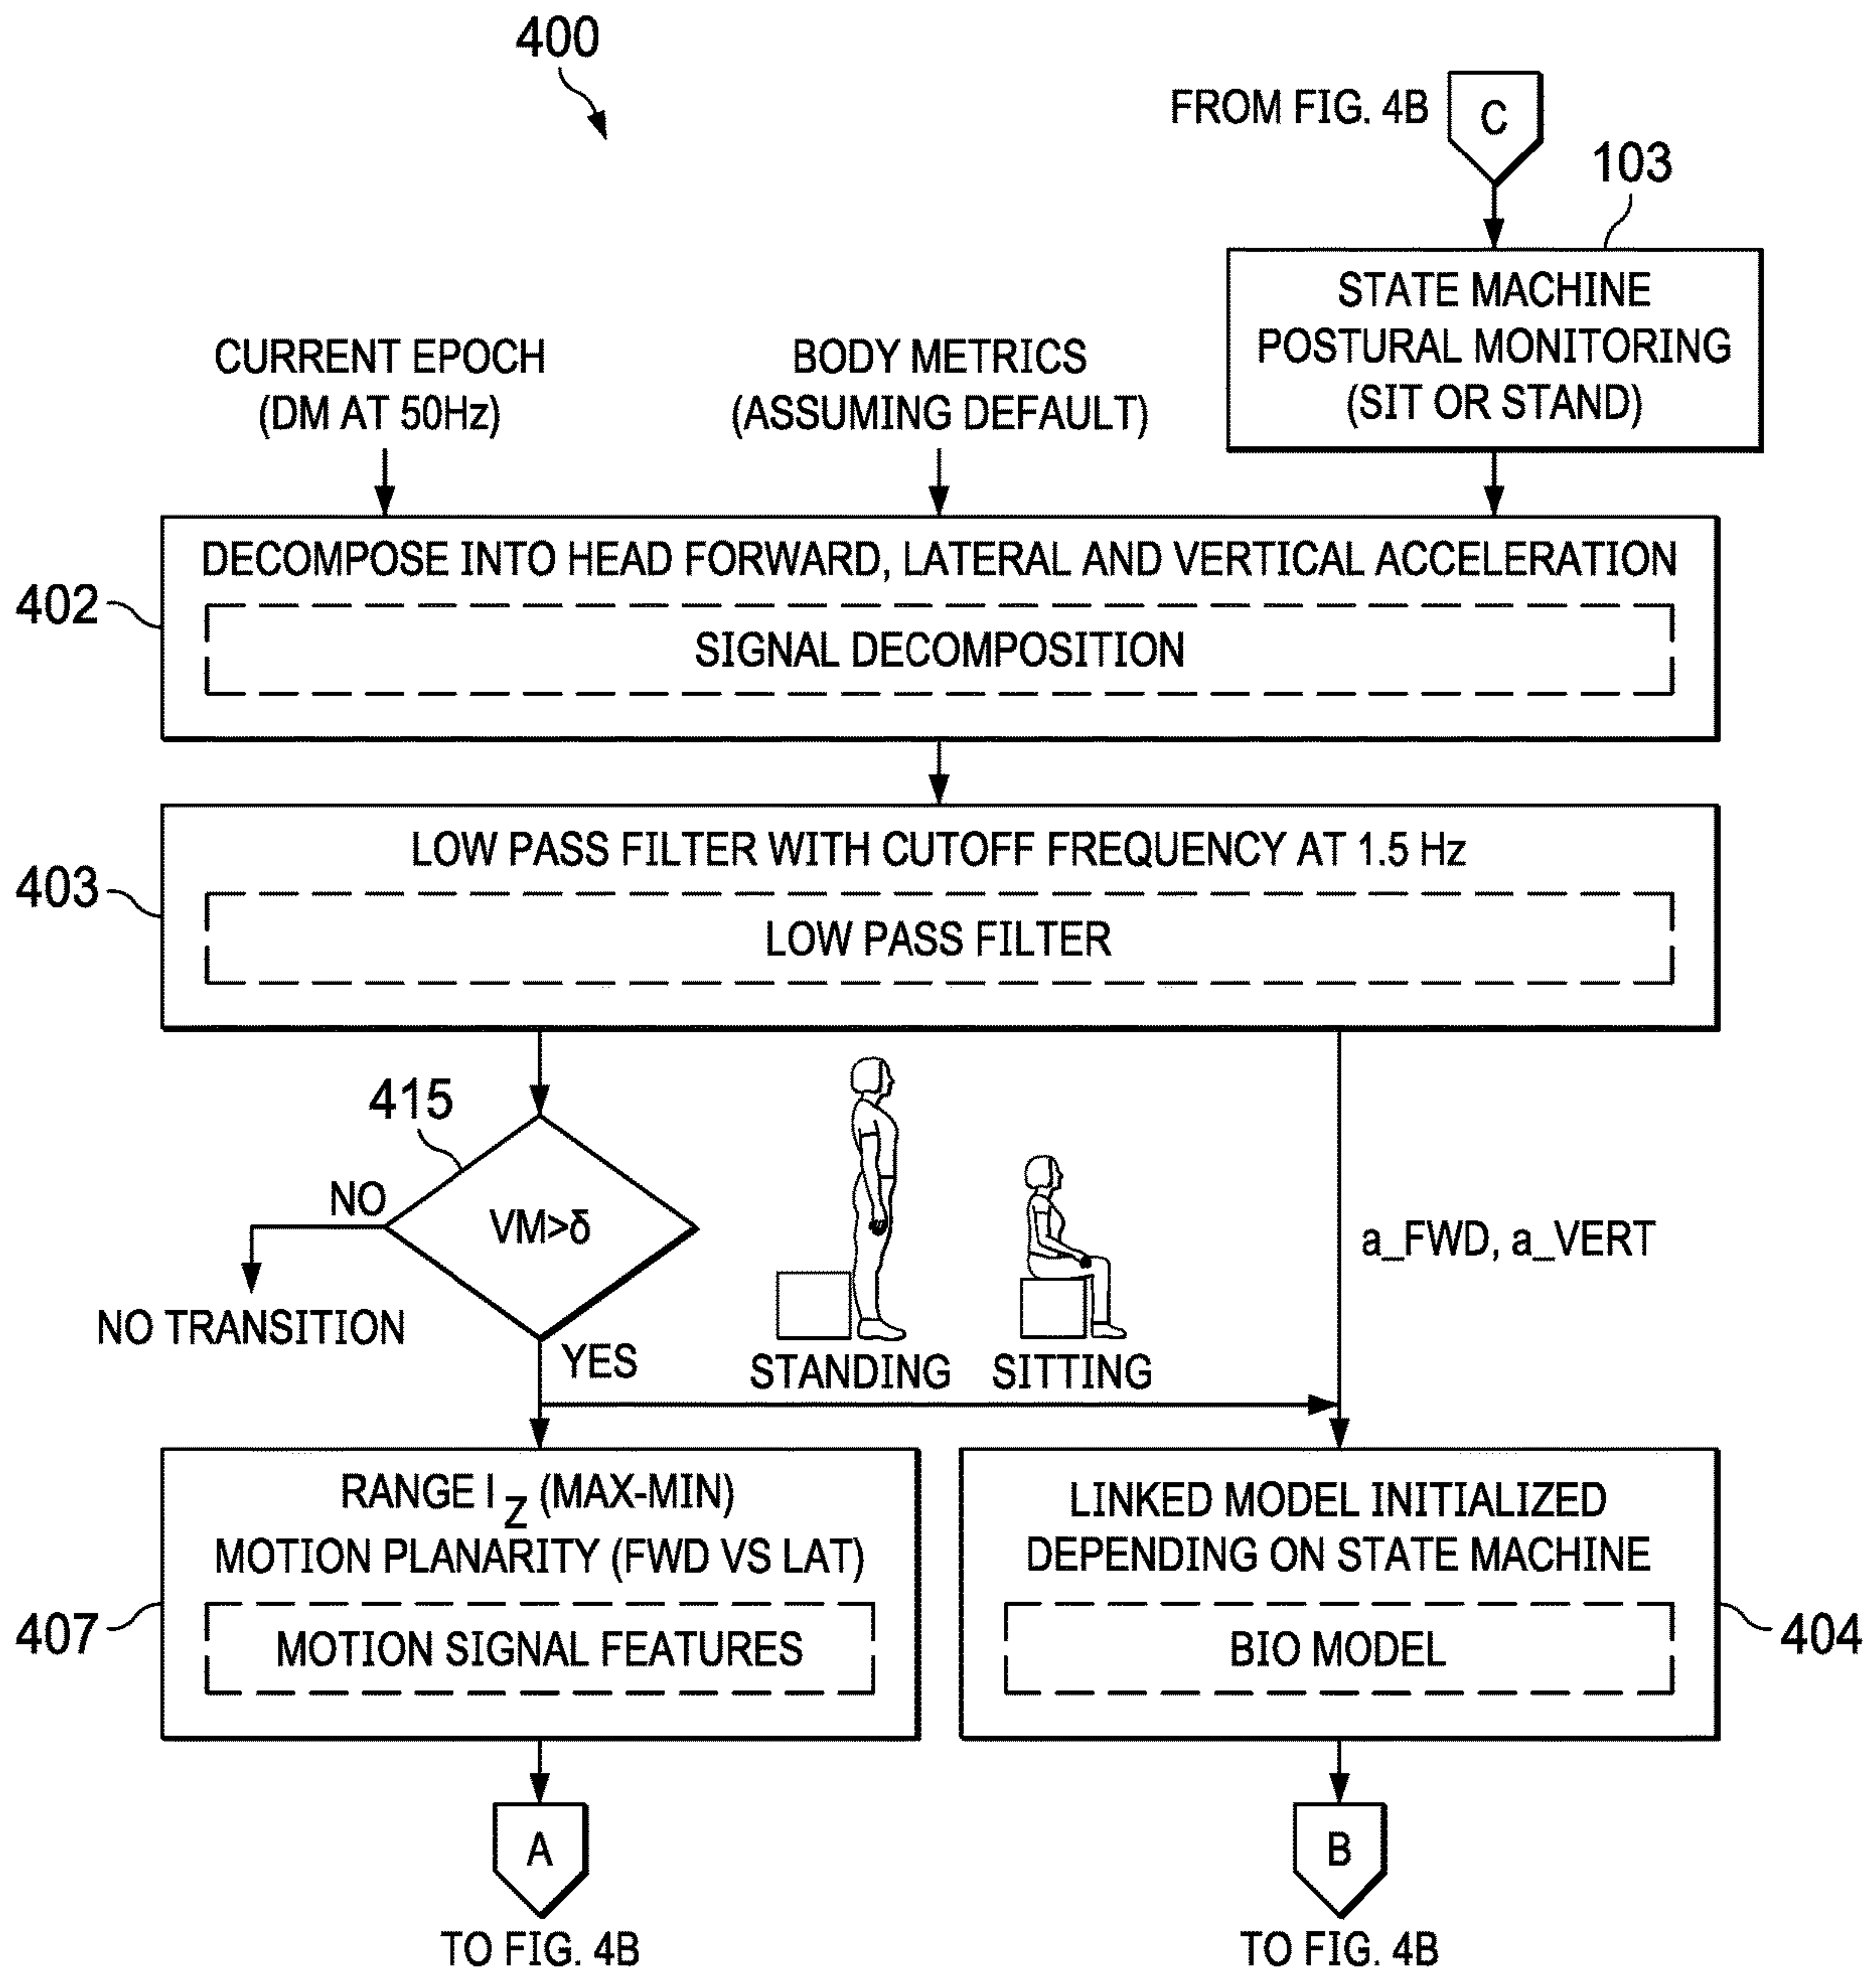 400
FROM FIG. 4B
C
103
STATE MACHINE
POSTURAL MONITORING
(SIT OR STAND)
CURRENT EPOCH
(DM AT 50Hz)
BODY METRICS
(ASSUMING DEFAULT)
DECOMPOSE INTO HEAD FORWARD, LATERAL AND VERTICAL ACCELERATION
402
SIGNAL DECOMPOSITION
LOW PASS FILTER WITH CUTOFF FREQUENCY AT 1.5 Hz
403
LOW PASS FILTER
415
NO
VM>δ
a_FWD, a_VERT
NO TRANSITION
YES
STANDING
SITTING
RANGE I Z (MAX-MIN)
MOTION PLANARITY (FWD VS LAT)
407
MOTION SIGNAL FEATURES
LINKED MODEL INITIALIZED
DEPENDING ON STATE MACHINE
BIO MODEL
404
A
TO FIG. 4B
B
TO FIG. 4B